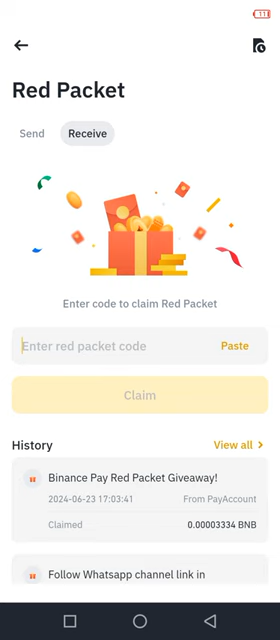 11
Red Packet
Send
Receive
Enter code to claim Red Packet
Enter red packet code
Paste
Claim
History
View all
Binance Pay Red Packet Giveaway!
2024-06-23 17:03:41
From PayAccount
Claimed
0.00003334 BNB
Follow Whatsapp channel link in